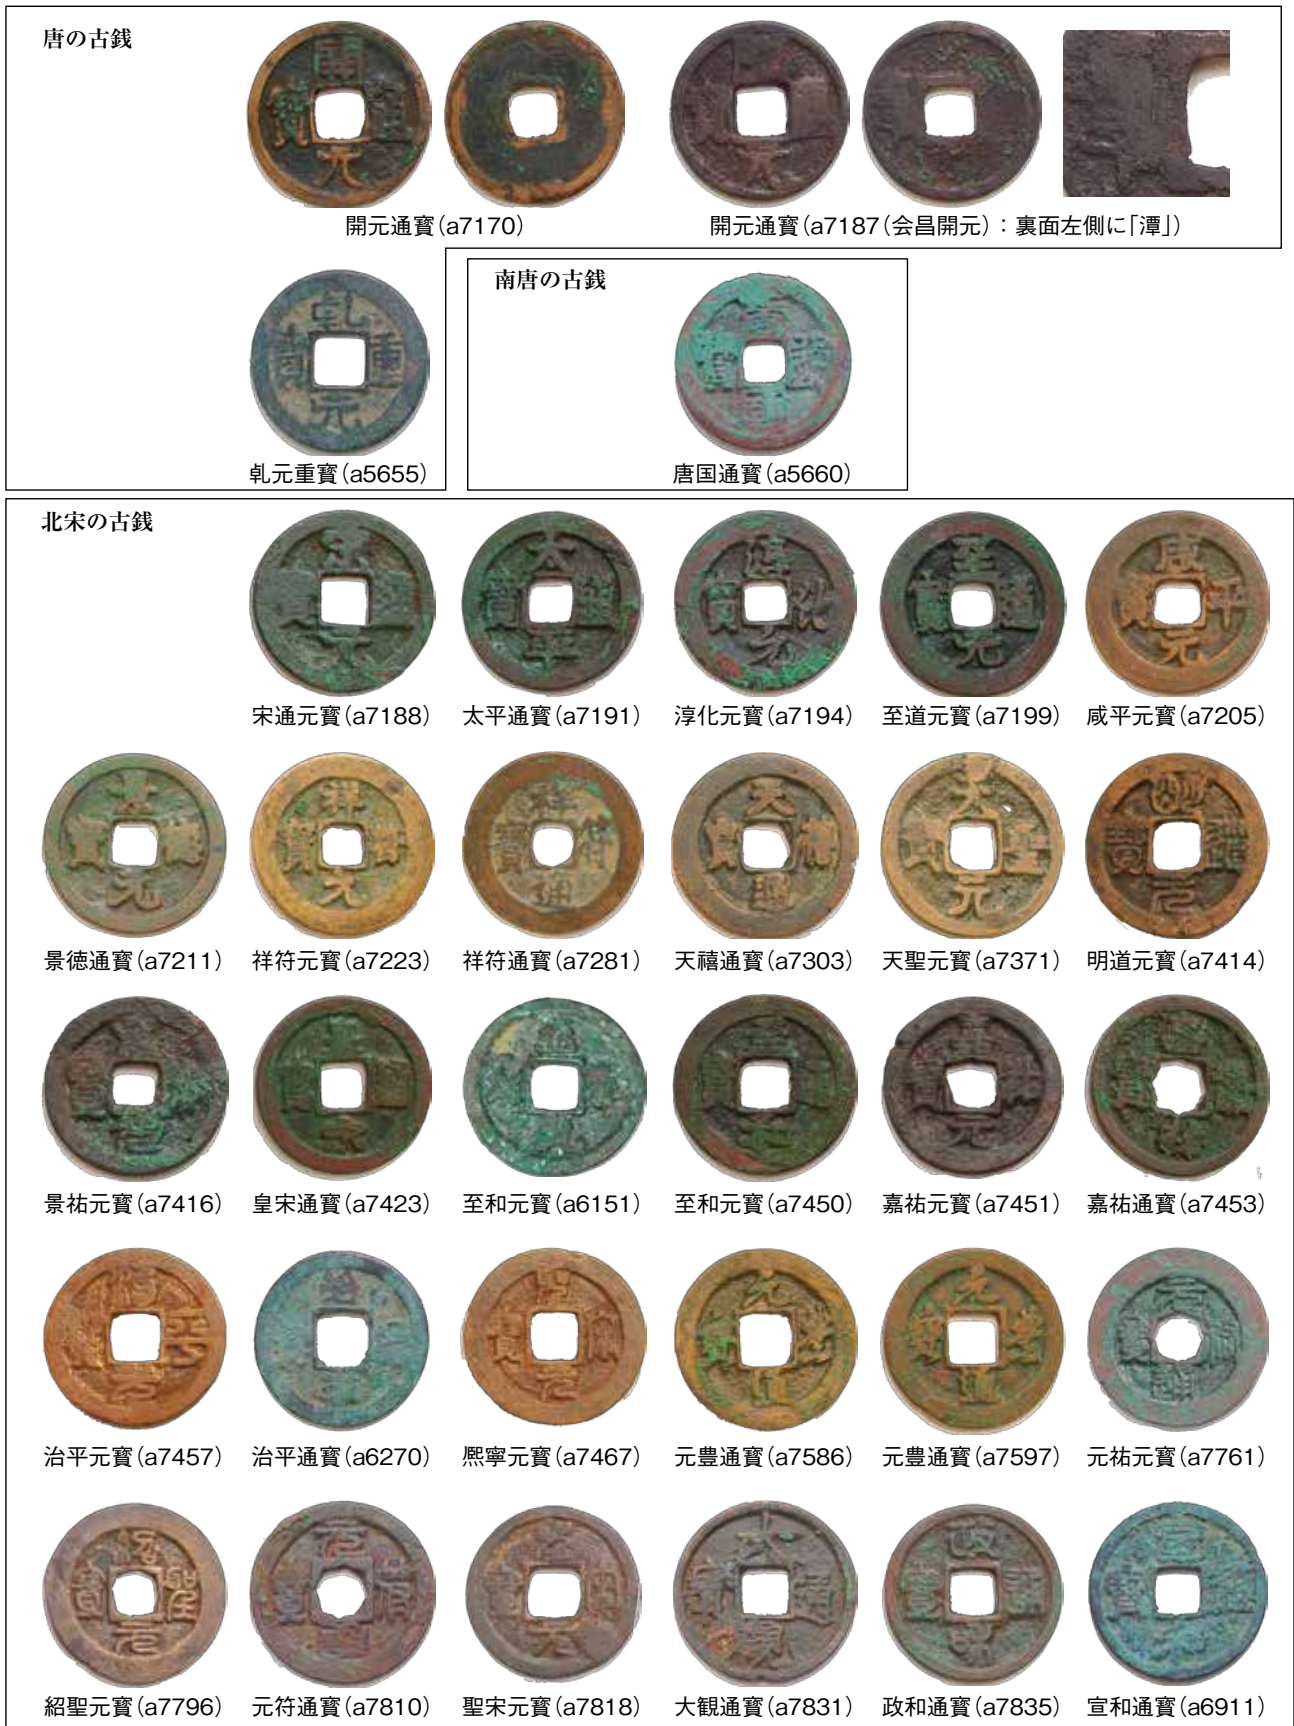 唐の古銭
開元通寳(a7170)
開元通寳(a7187(会昌開元):裏面左側に「潭」)
乹元重寳(a5655)
南唐の古銭
唐国通寳(a5660)
北宋の古銭
宋通元寳(a7188)
太平通寳(a7191)
淳化元寳(a7194)
至道元寳(a7199)
咸平元寳(a7205)
景徳通寳(a7211)
祥符元寳(a7223)
祥符通寳(a7281)
天禧通寳(a7303)
天聖元寳(a7371)
明道元寳(a7414)
景祐元寳(a7416)
皇宋通寳(a7423)
至和元寳(a6151)
至和元寳(a7450)
嘉祐元寳(a7451)
嘉祐通寳(a7453)
治平元寳(a7457)
治平通寳(a6270)
熈寧元寳(a7467)
元豊通寳(a7586)
元豊通寳(a7597)
元祐元寳(a7761)
紹聖元寳(a7796)
元符通寳(a7810)
聖宋元寳(a7818)
大観通寳(a7831)
政和通寳(a7835)
宣和通寳(a6911)